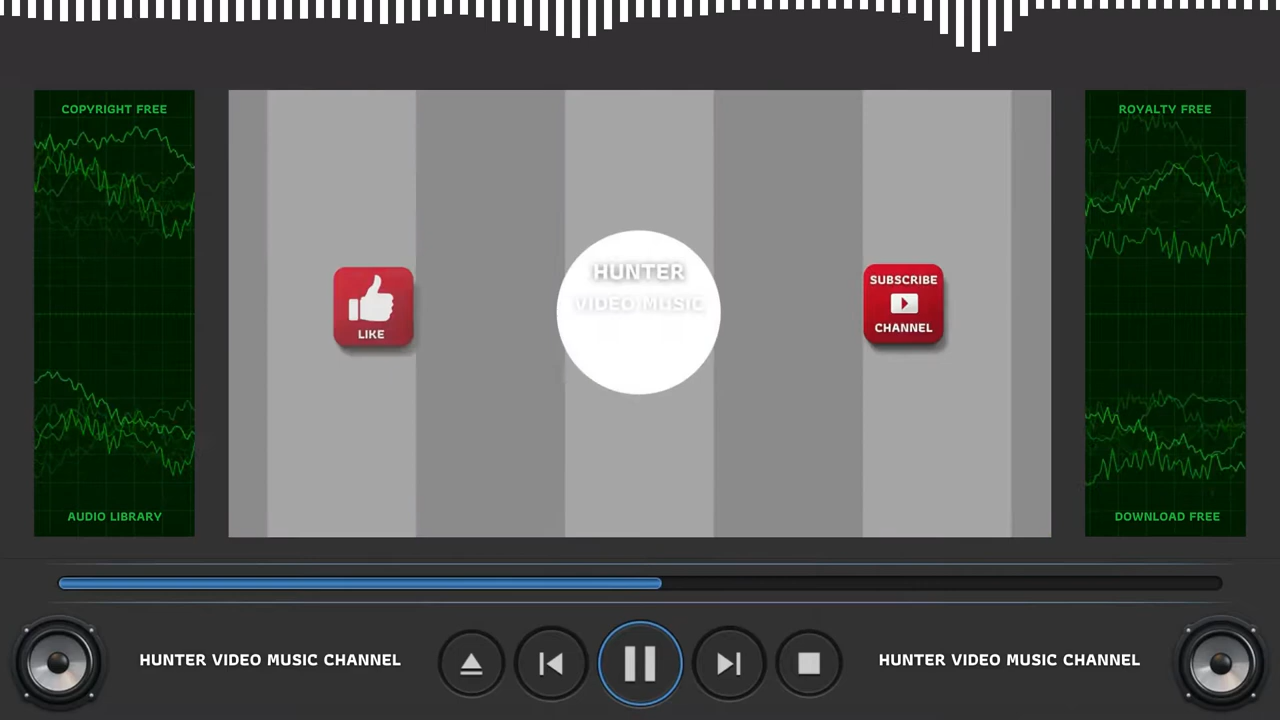 COPYRIGHT FREE
ROYALTY FREE
HUNTER
VIDEO MUSIC
LIKE
SUBSCRIBE
CHANNEL
AUDIO LIBRARY
DOWNLOAD FREE
HUNTER VIDEO MUSIC CHANNEL
HUNTER VIDEO MUSIC CHANNEL